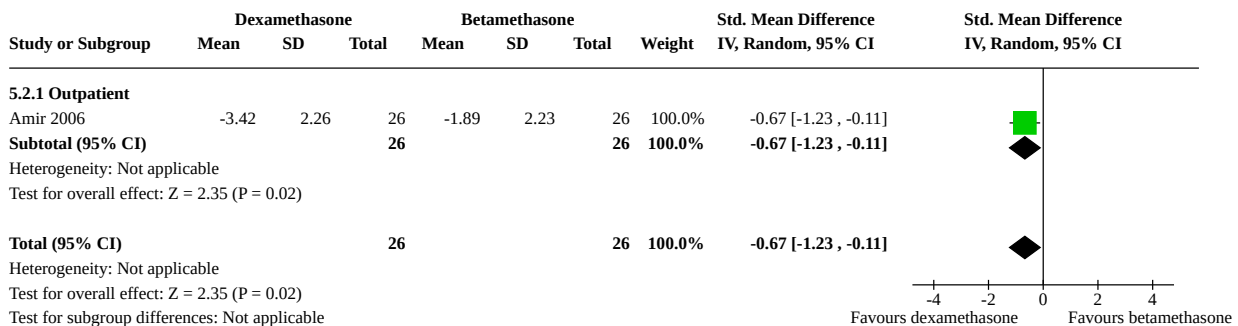 Dexamethasone Betamethasone Std. Mean Difference Std. Mean Difference
Study or Subgroup Mean SD Total Mean SD Total Weight IV, Random, 95% CI IV, Random, 95% CI
5.2.1 Outpatient
Amir 2006 -3.42 2.26 26 -1.89 2.23 26 100.0% -0.67 [-1.23 , -0.11]
Subtotal (95% CI) 26 26 100.0% -0.67 [-1.23 , -0.11]
Heterogeneity: Not applicable
Test for overall effect: Z = 2.35 (P = 0.02)
Total (95% CI) 26 26 100.0% -0.67 [-1.23 , -0.11]
Heterogeneity: Not applicable
Test for overall effect: Z = 2.35 (P = 0.02) -4 -2 0 2 4
Test for subgroup differences: Not applicable Favours dexamethasone Favours betamethasone